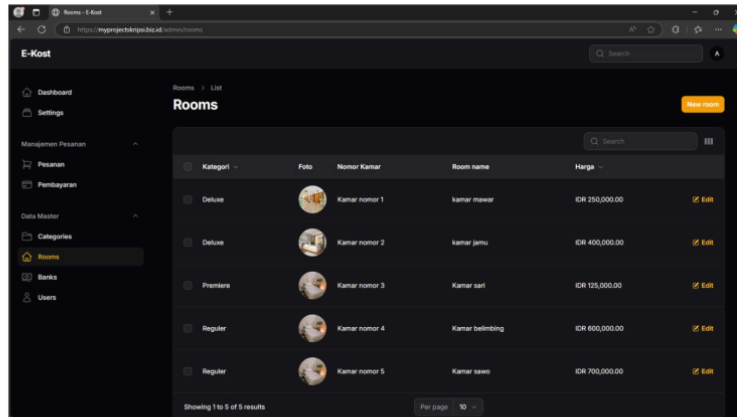 Rooms - E-Kost
https://myprojectskripsi.biz.id/admin/rooms
E-Kost
Search
A
Dashboard
Settings
Manajemen Pesanan
Pesanan
Pembayaran
Data Master
Categories
Rooms
Banks
Users
Rooms > List
Rooms
New room
Search
Kategori Foto Nomor Kamar Room name Harga
Deluxe Kamar nomor 1 kamar mawar IDR 250,000.00 Edit
Deluxe Kamar nomor 2 kamar jamu IDR 400,000.00 Edit
Premiere Kamar nomor 3 Kamar sari IDR 125,000.00 Edit
Reguler Kamar nomor 4 Kamar belimbing IDR 600,000.00 Edit
Reguler Kamar nomor 5 Kamar sawo IDR 700,000.00 Edit
Showing 1 to 5 of 5 results
Per page 10